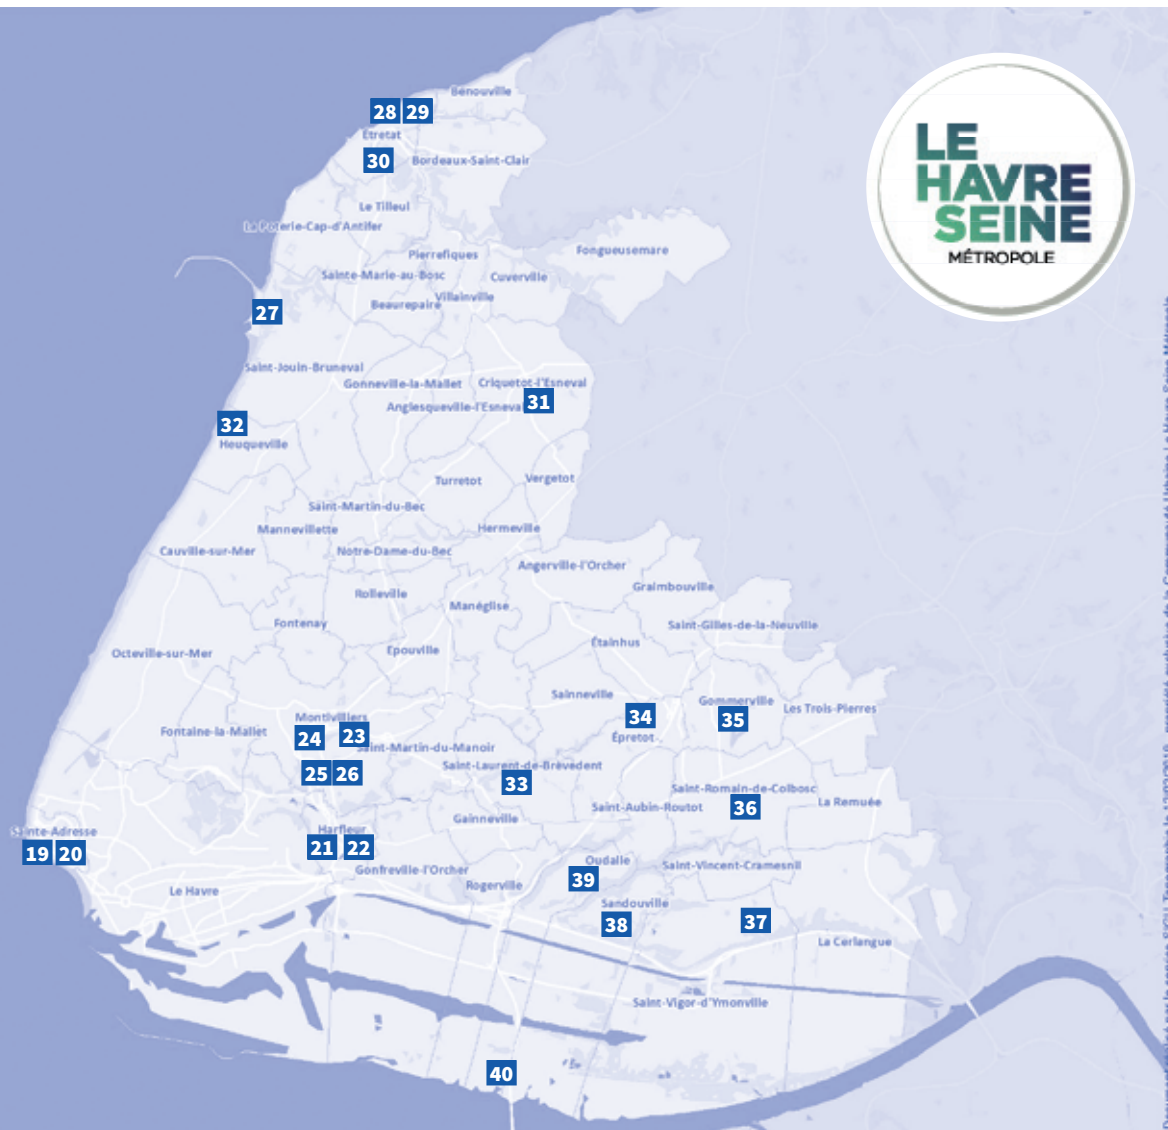 Bénouville
28 29
Étretat
30
Bordeaux-Saint-Clair
LE
HAVRE
SEINE
MÉTROPOLE
Le Tilleul
La Poterie-Cap-d'Antifer
Fongueusemare
Pierrefiques
Sainte-Marie-au-Bosc
Cuverville
Villainville
Beaurepaire
27
Saint-Jouin-Bruneval
Gonneville-la-Mallet
Criquetot-l'Esneval
31
Anglesqueville-l'Esneval
32
Heuqueville
Turretot
Vergetot
Saint-Martin-du-Bec
Mannevillette
Hermeville
Cauville-sur-Mer
Notre-Dame-du-Bec
Angerville-l'Orcher
Graimbouville
Rolleville
Manéglise
Fontenay
Saint-Gilles-de-la-Neuville
Étainhus
Octeville-sur-Mer
Epouville
Sainneville
Gommerville
Les Trois-Pierres
34
35
Montivilliers
Fontaine-la-Mallet
24
23
Épretot
Saint-Martin-du-Manoir
Saint-Laurent-de-Brévedent
25 26
33
Saint-Romain-de-Colbosc
36
La Remuée
Saint-Aubin-Routot
Gainneville
Sainte-Adresse
19 20
Harfleur
21 22
Oudalle
39
Saint-Vincent-Cramesnil
Gonfreville-l'Orcher
Rogerville
Le Havre
Sandouville
38
37
La Cerlangue
Saint-Vigor-d'Ymonville
40